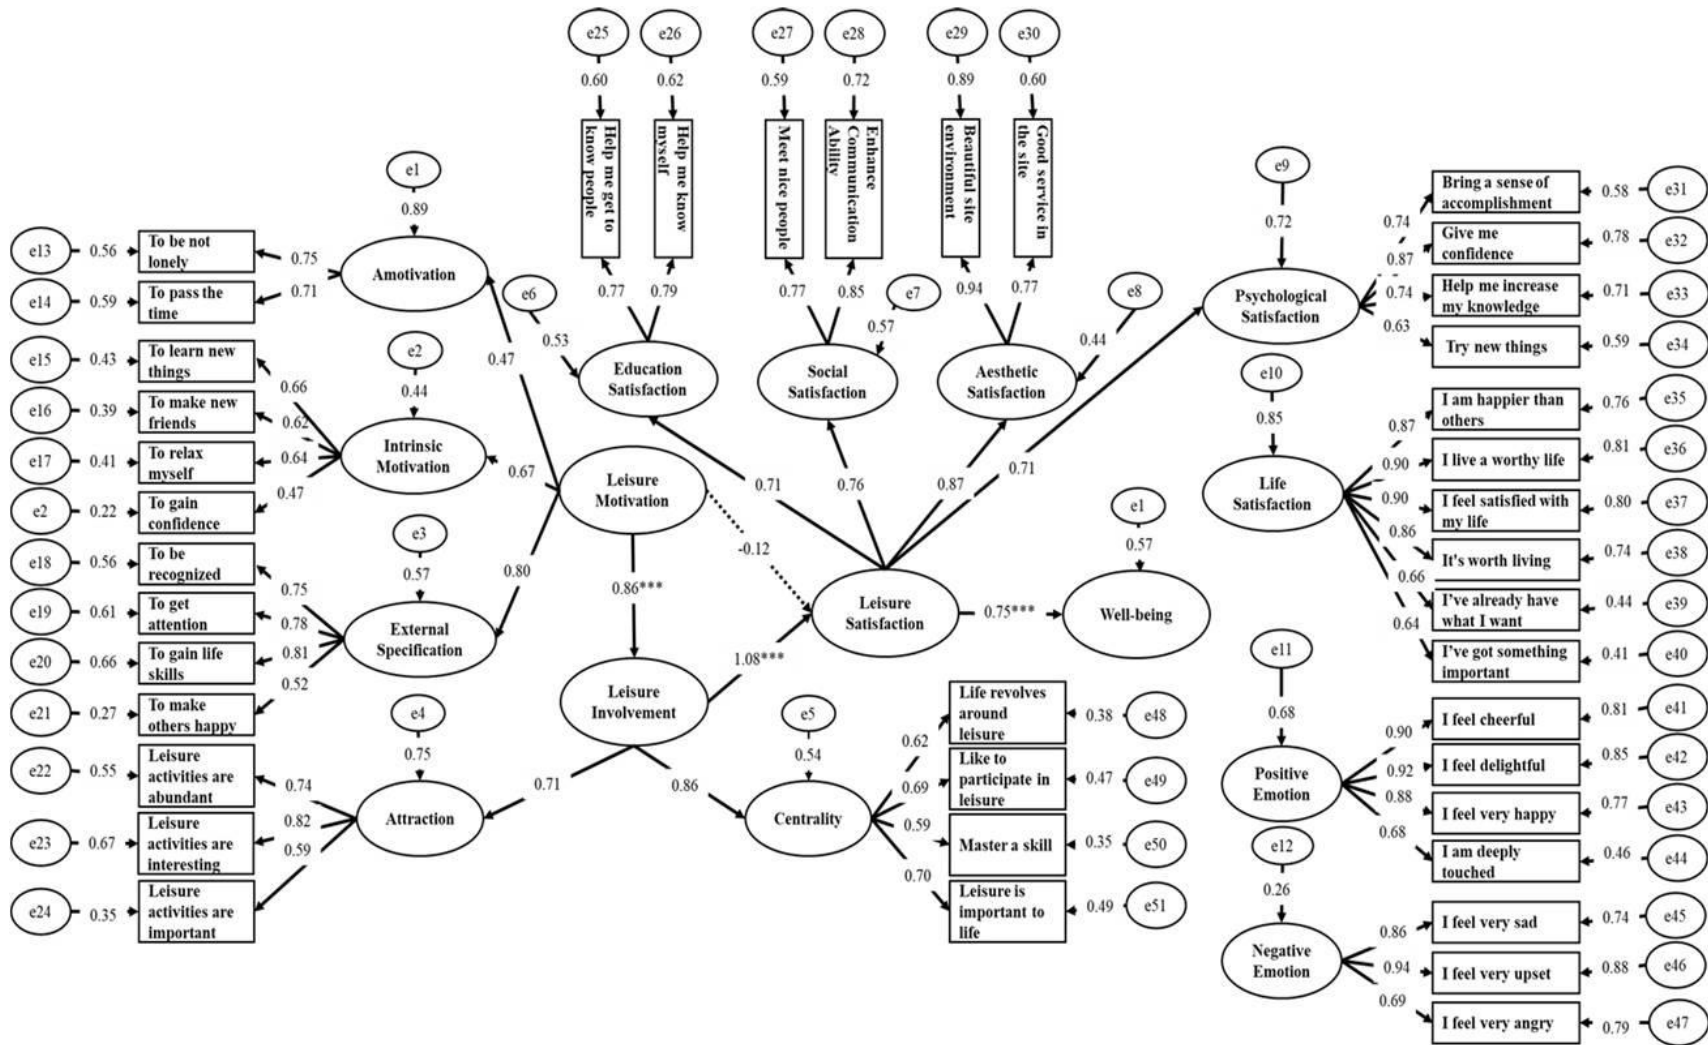 e25
e26
e27
e28
e29
e30
0.60
0.62
0.59
0.72
0.89
0.60
Help me get to
know people
Help me know
myself
Meet nice people
Enhance
Communication
Ability
Beautiful site
environment
Good service in
the site
0.77
0.79
0.77
0.85
0.94
0.77
e6
0.53
Education
Satisfaction
e7
0.57
Social
Satisfaction
e8
0.44
Aesthetic
Satisfaction
e1
0.89
Amotivation
e13
0.56
To be not
lonely
0.75
e14
0.59
To pass the
time
0.71
e15
0.43
To learn new
things
0.66
e16
0.39
To make new
friends
0.62
e17
0.41
To relax
myself
0.64
e2
0.22
To gain
confidence
0.47
e2
0.44
Intrinsic
Motivation
e18
0.56
To be
recognized
0.75
e19
0.61
To get
attention
0.78
e20
0.66
To gain life
skills
0.81
e21
0.27
To make
others happy
0.52
e3
0.57
External
Specification
e22
0.55
Leisure
activities are
abundant
0.74
e23
0.67
Leisure
activities are
interesting
0.82
e24
0.35
Leisure
activities are
important
0.59
e4
0.75
Attraction
0.47
0.67
0.80
Leisure
Motivation
-0.12
0.86***
Leisure
Involvement
1.08***
0.71
0.86
0.71
0.76
0.87
0.71
Leisure
Satisfaction
0.75***
e1
0.57
Well-being
e5
0.54
Centrality
0.62
Life revolves
around
leisure
0.38
e48
0.69
Like to
participate in
leisure
0.47
e49
0.59
Master a skill
0.35
e50
0.70
Leisure is
important to
life
0.49
e51
e9
0.72
Psychological
Satisfaction
0.74
Bring a sense of
accomplishment
0.58
e31
0.87
Give me
confidence
0.78
e32
0.74
Help me increase
my knowledge
0.71
e33
0.63
Try new things
0.59
e34
e10
0.85
Life
Satisfaction
0.87
I am happier than
others
0.76
e35
0.90
I live a worthy life
0.81
e36
0.90
I feel satisfied with
my life
0.80
e37
0.86
It's worth living
0.74
e38
0.66
I've already have
what I want
0.44
e39
0.64
I've got something
important
0.41
e40
e11
0.68
Positive
Emotion
0.90
I feel cheerful
0.81
e41
0.92
I feel delightful
0.85
e42
0.88
I feel very happy
0.77
e43
0.68
I am deeply
touched
0.46
e44
e12
0.26
Negative
Emotion
0.86
I feel very sad
0.74
e45
0.94
I feel very upset
0.88
e46
0.69
I feel very angry
0.79
e47